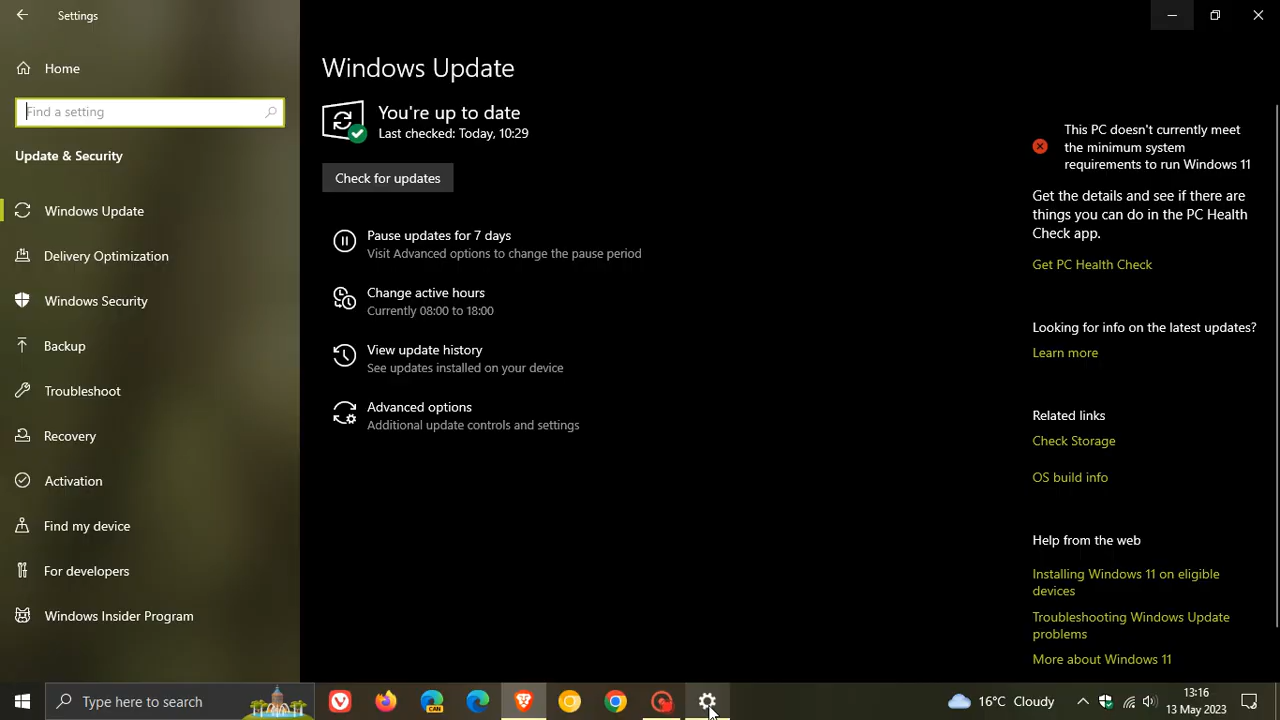 Settings
Home
Find a setting
Update & Security
Windows Update
Delivery Optimization
Windows Security
Backup
Troubleshoot
Recovery
Activation
Find my device
For developers
Windows Insider Program
Windows Update
You're up to date
Last checked: Today, 10:29
Check for updates
Pause updates for 7 days
Visit Advanced options to change the pause period
Change active hours
Currently 08:00 to 18:00
View update history
See updates installed on your device
Advanced options
Additional update controls and settings
This PC doesn't currently meet
the minimum system
requirements to run Windows 11
Get the details and see if there are
things you can do in the PC Health
Check app.
Get PC Health Check
Looking for info on the latest updates?
Learn more
Related links
Check Storage
OS build info
Help from the web
Installing Windows 11 on eligible
devices
Troubleshooting Windows Update
problems
More about Windows 11
Type here to search
CAN
16°C Cloudy
13:16
13 May 2023